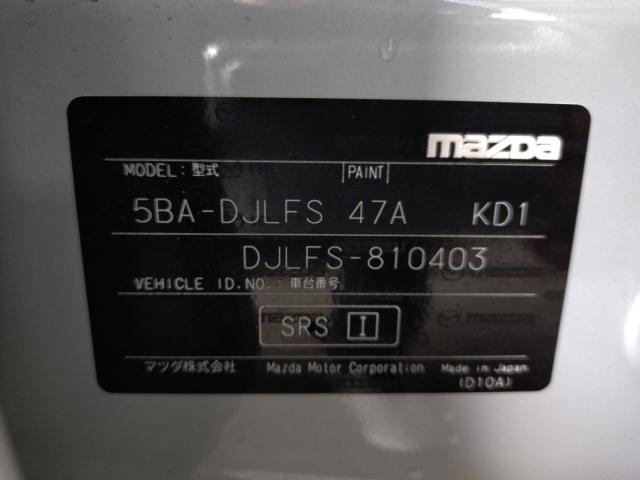 mazda
MODEL: 型式 PAINT
5BA-DJLFS 47A KD1
DJLFS-810403
VEHICLE ID.NO.: 車台番号
SRS I
マツダ株式会社 Mazda Motor Corporation Made in Japan
(D10A)